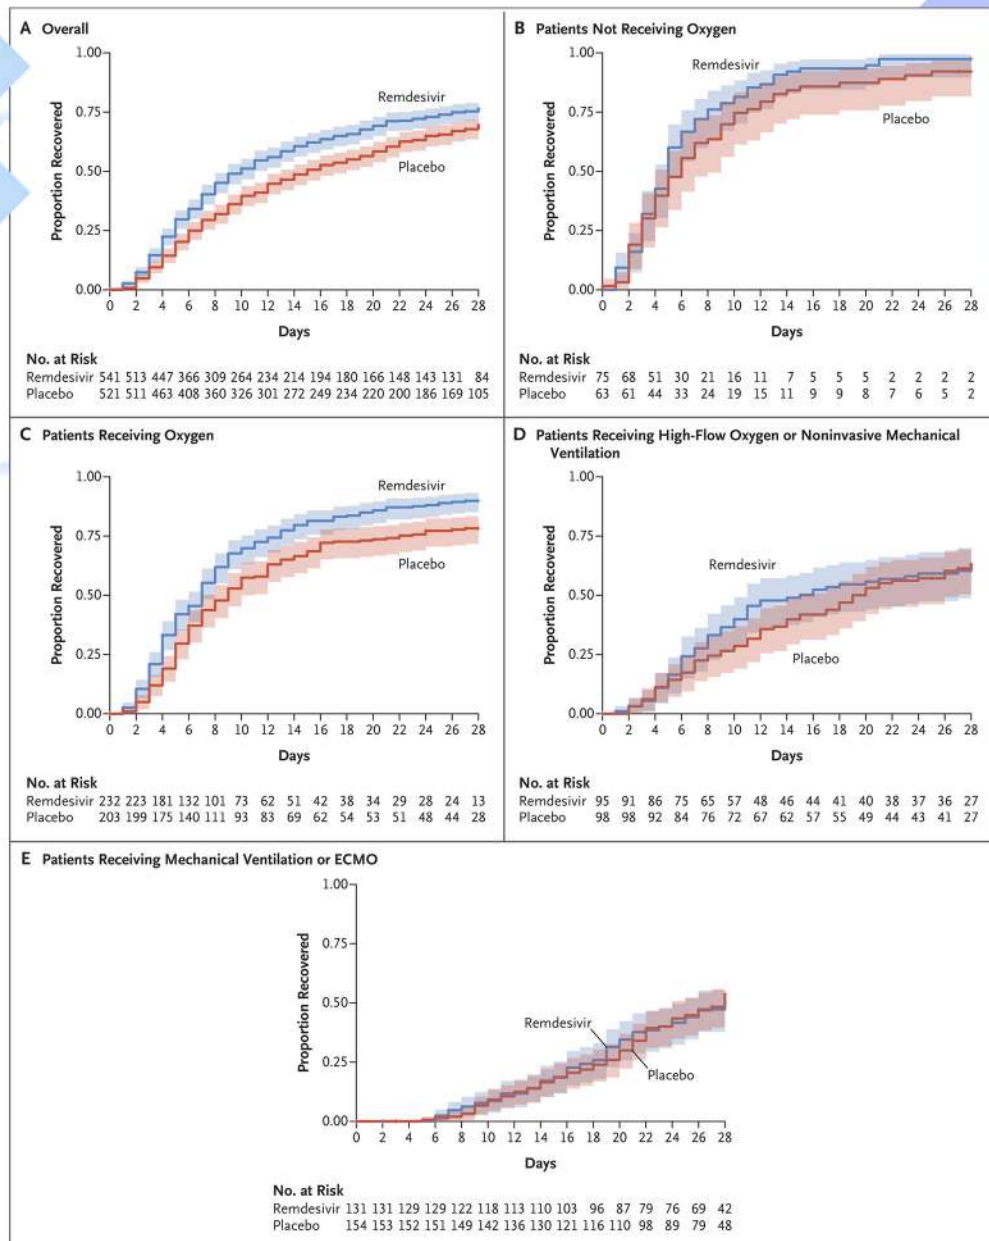 A Overall
1.00
0.75
0.50
0.25
0.00
Proportion Recovered
Remdesivir
Placebo
0 2 4 6 8 10 12 14 16 18 20 22 24 26 28
Days
No. at Risk
Remdesivir 541 513 447 366 309 264 234 214 194 180 166 148 143 131 84
Placebo 521 511 463 408 360 326 301 272 249 234 220 200 186 169 105
B Patients Not Receiving Oxygen
1.00
0.75
0.50
0.25
0.00
Proportion Recovered
Remdesivir
Placebo
0 2 4 6 8 10 12 14 16 18 20 22 24 26 28
Days
No. at Risk
Remdesivir 75 68 51 30 21 16 11 7 5 5 5 2 2 2 2
Placebo 63 61 44 33 24 19 15 11 9 9 8 7 6 5 2
C Patients Receiving Oxygen
1.00
0.75
0.50
0.25
0.00
Proportion Recovered
Remdesivir
Placebo
0 2 4 6 8 10 12 14 16 18 20 22 24 26 28
Days
No. at Risk
Remdesivir 232 223 181 132 101 73 62 51 42 38 34 29 28 24 13
Placebo 203 199 175 140 111 93 83 69 62 54 53 51 48 44 28
D Patients Receiving High-Flow Oxygen or Noninvasive Mechanical
Ventilation
1.00
0.75
0.50
0.25
0.00
Proportion Recovered
Remdesivir
Placebo
0 2 4 6 8 10 12 14 16 18 20 22 24 26 28
Days
No. at Risk
Remdesivir 95 91 86 75 65 57 48 46 44 41 40 38 37 36 27
Placebo 98 98 92 84 76 72 67 62 57 55 49 44 43 41 27
E Patients Receiving Mechanical Ventilation or ECMO
1.00
0.75
0.50
0.25
0.00
Proportion Recovered
Remdesivir
Placebo
0 2 4 6 8 10 12 14 16 18 20 22 24 26 28
Days
No. at Risk
Remdesivir 131 131 129 129 122 118 113 110 103 96 87 79 76 69 42
Placebo 154 153 152 151 149 142 136 130 121 116 110 98 89 79 48